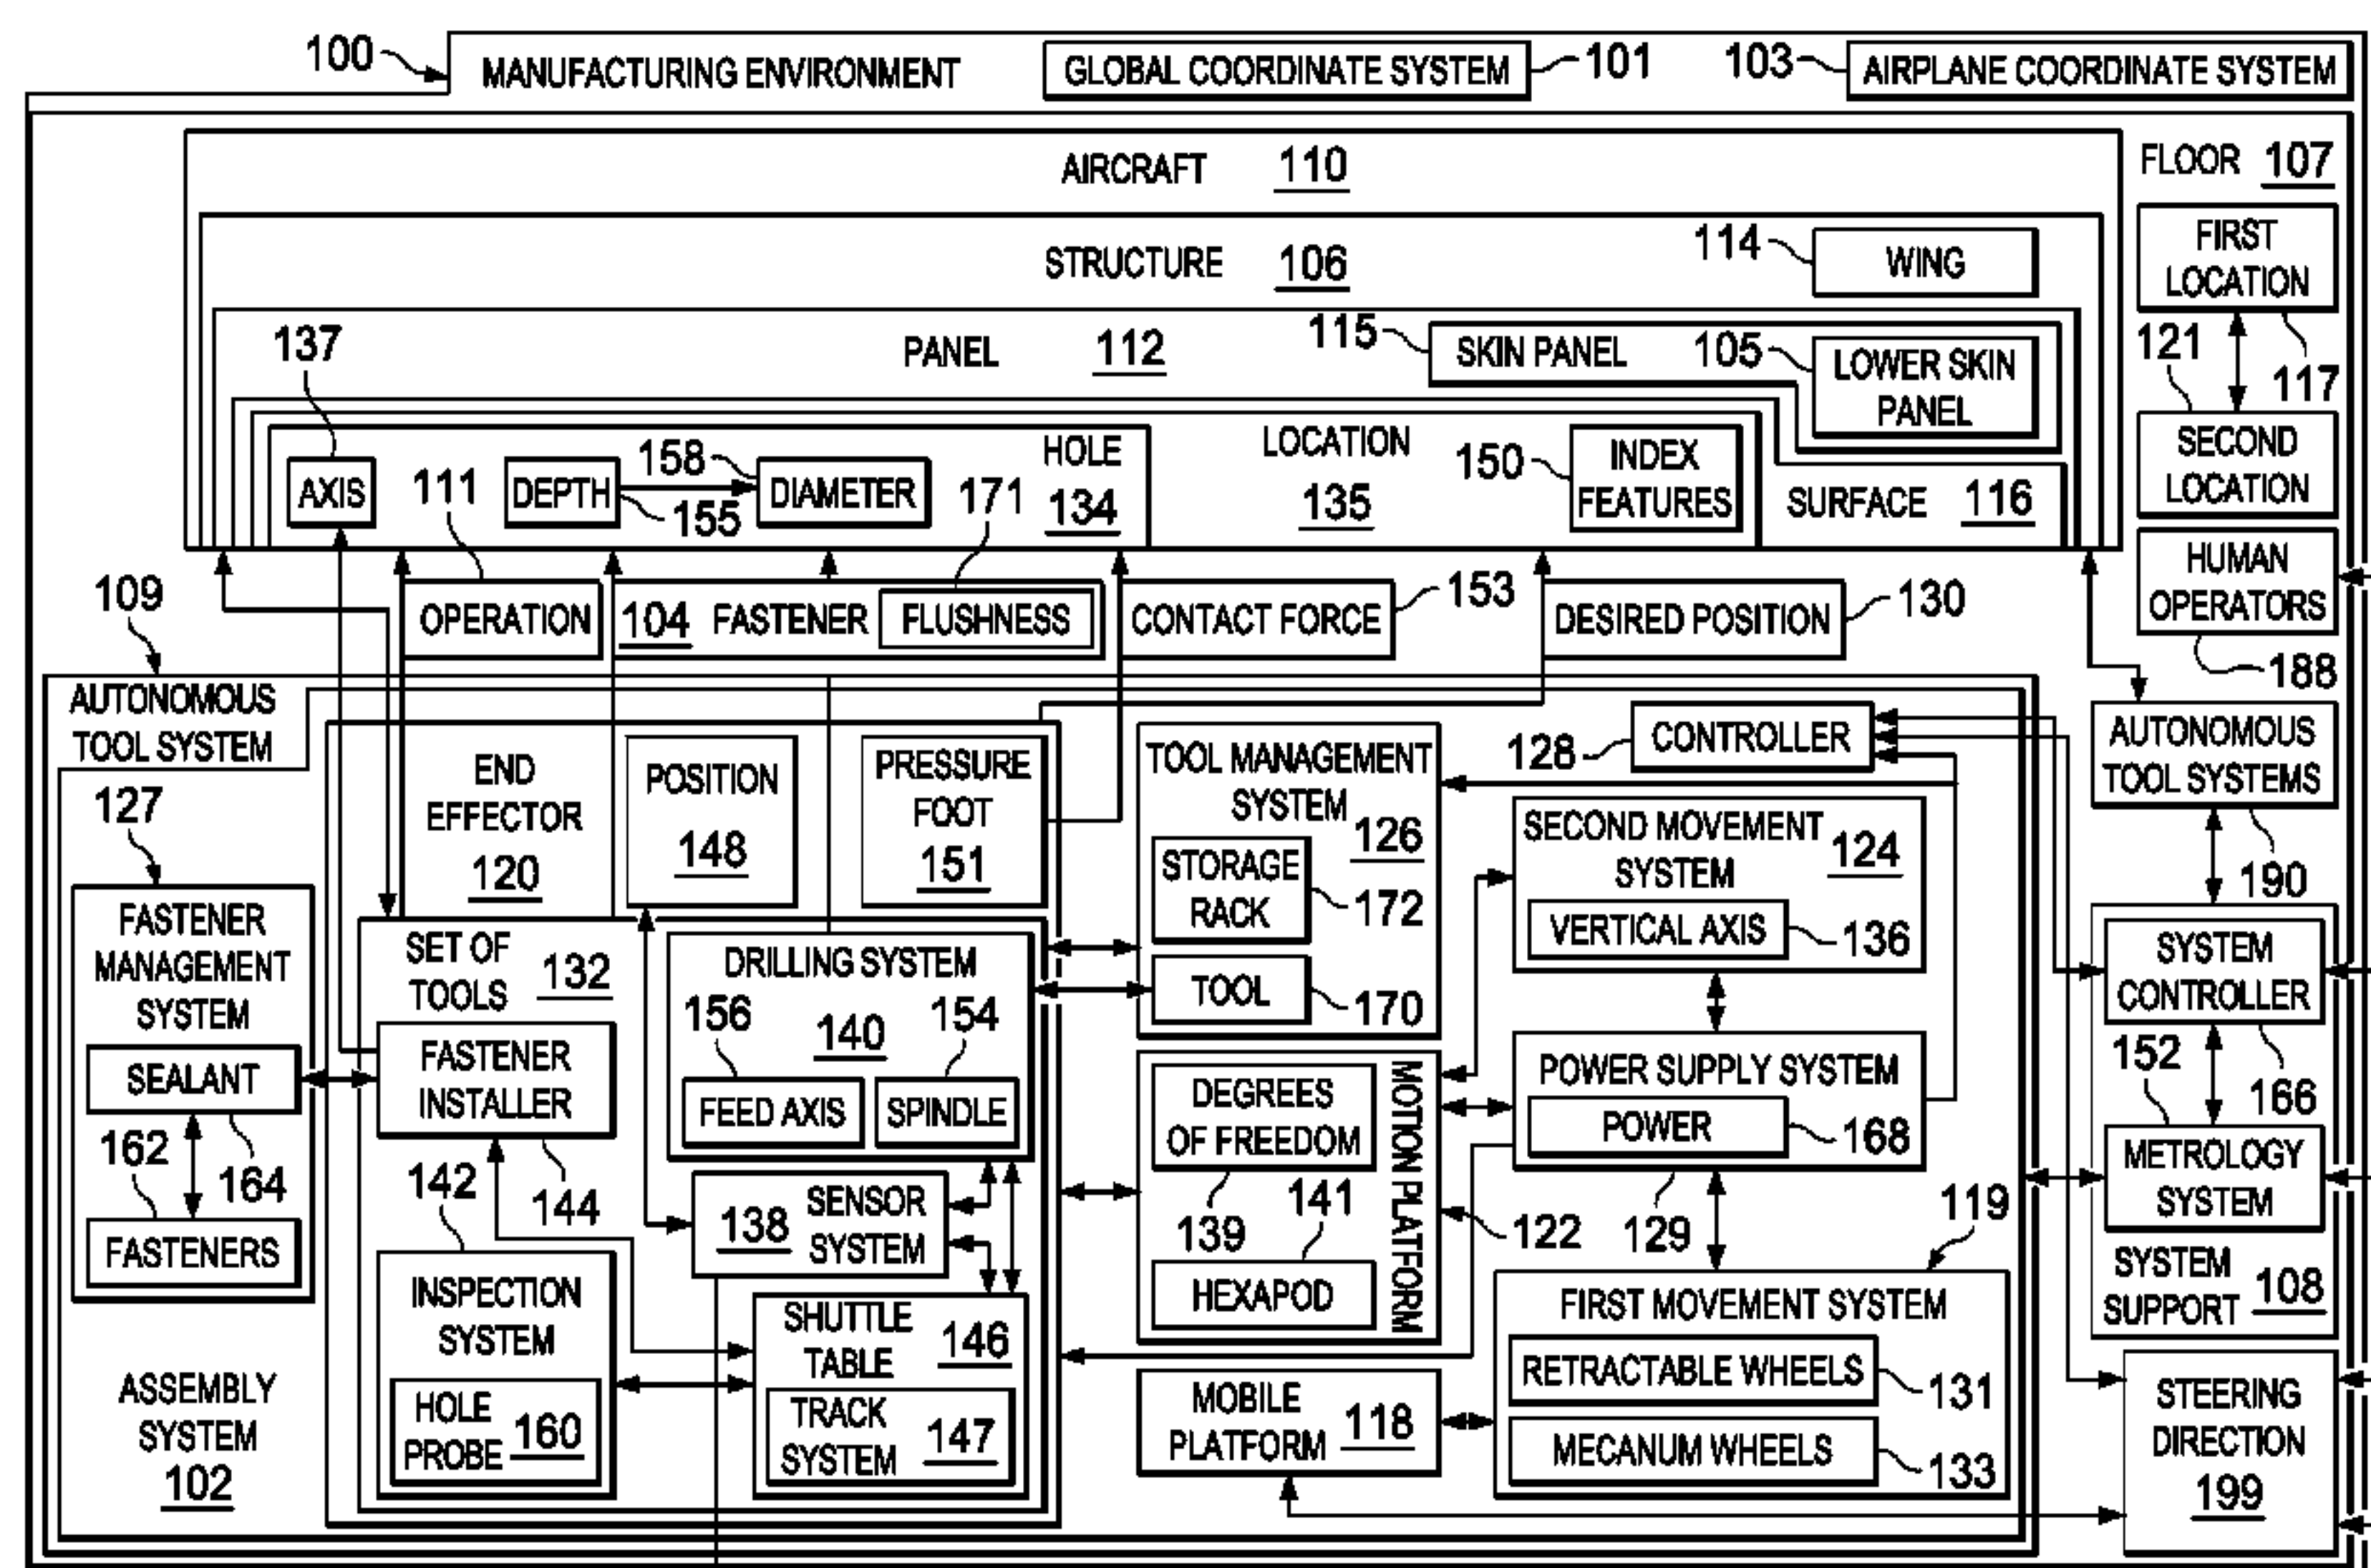 100 MANUFACTURING ENVIRONMENT GLOBAL COORDINATE SYSTEM 101 103 AIRPLANE COORDINATE SYSTEM
AIRCRAFT 110
FLOOR 107
STRUCTURE 106
114 WING
FIRST
LOCATION
117
121
SECOND
LOCATION
137
PANEL 112
115 SKIN PANEL
105 LOWER SKIN
PANEL
AXIS
111
DEPTH
155
158
DIAMETER
171
HOLE
134
LOCATION
135
150 INDEX
FEATURES
SURFACE 116
HUMAN
OPERATORS
188
109
OPERATION
104 FASTENER FLUSHNESS
CONTACT FORCE 153
DESIRED POSITION 130
AUTONOMOUS
TOOL SYSTEM
127
FASTENER
MANAGEMENT
SYSTEM
SEALANT
162 164
FASTENERS
ASSEMBLY
SYSTEM
102
END
EFFECTOR
120
POSITION
148
PRESSURE
FOOT
151
SET OF
TOOLS 132
FASTENER
INSTALLER
144
142
INSPECTION
SYSTEM
HOLE
PROBE 160
DRILLING SYSTEM
156 140 154
FEED AXIS SPINDLE
138 SENSOR
SYSTEM
SHUTTLE
TABLE 146
TRACK
SYSTEM 147
TOOL MANAGEMENT
SYSTEM
126
STORAGE
RACK 172
TOOL 170
DEGREES
OF FREEDOM
139 141
HEXAPOD
MOTION PLATFORM
122
MOBILE
PLATFORM 118
128 CONTROLLER
SECOND MOVEMENT
SYSTEM 124
VERTICAL AXIS 136
POWER SUPPLY SYSTEM
POWER 168
129 119
FIRST MOVEMENT SYSTEM
RETRACTABLE WHEELS 131
MECANUM WHEELS 133
AUTONOMOUS
TOOL SYSTEMS
190
SYSTEM
CONTROLLER
152 166
METROLOGY
SYSTEM
SYSTEM
SUPPORT 108
STEERING
DIRECTION
199